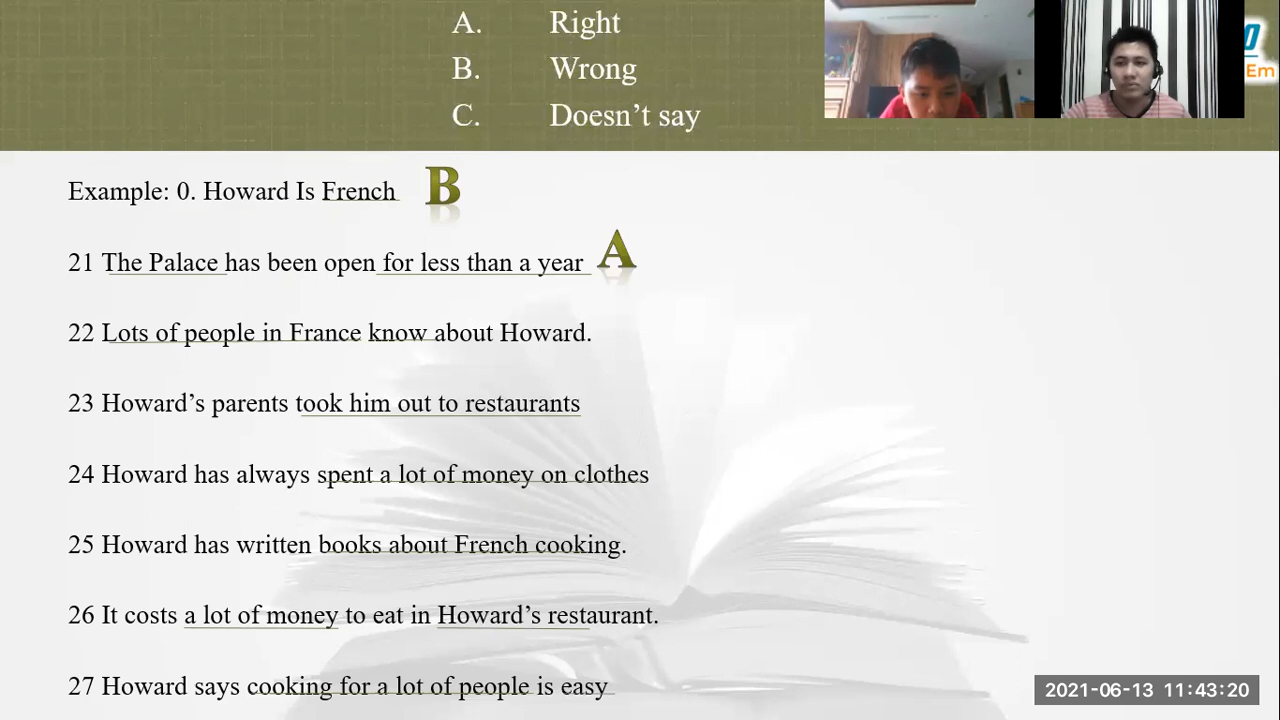 A. Right
B. Wrong
C. Doesn’t say
Em
Example: 0. Howard Is French B
21 The Palace has been open for less than a year A
22 Lots of people in France know about Howard.
23 Howard’s parents took him out to restaurants
24 Howard has always spent a lot of money on clothes
25 Howard has written books about French cooking.
26 It costs a lot of money to eat in Howard’s restaurant.
27 Howard says cooking for a lot of people is easy
2021-06-13 11:43:20